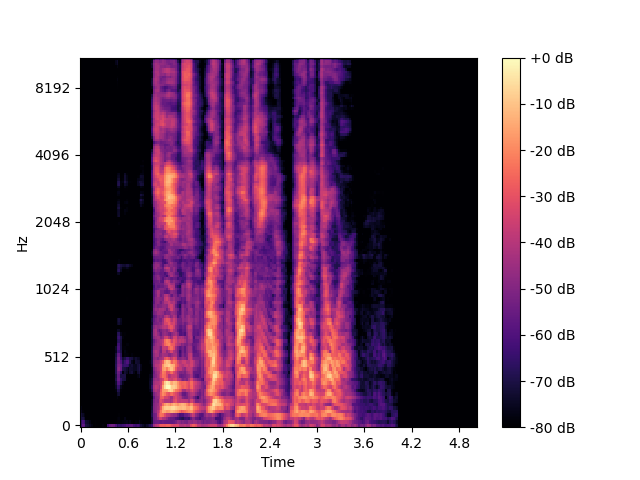 +0 dB
8192
-10 dB
4096
-20 dB
-30 dB
2048
Hz
-40 dB
1024
-50 dB
512
-60 dB
-70 dB
0
-80 dB
0 0.6 1.2 1.8 2.4 3 3.6 4.2 4.8
Time